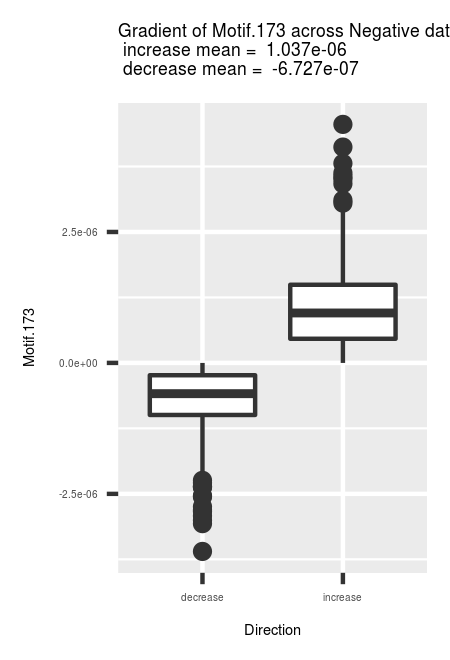 Gradient of Motif.173 across Negative dat
increase mean =  1.037e-06
decrease mean =  -6.727e-07
2.5e-06
0.0e+00
-2.5e-06
Motif.173
decrease increase
Direction